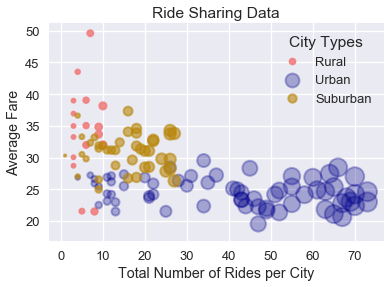 Ride Sharing Data
Average Fare
50
45
40
35
30
25
20
City Types
Rural
Urban
Suburban
0 10 20 30 40 50 60 70
Total Number of Rides per City